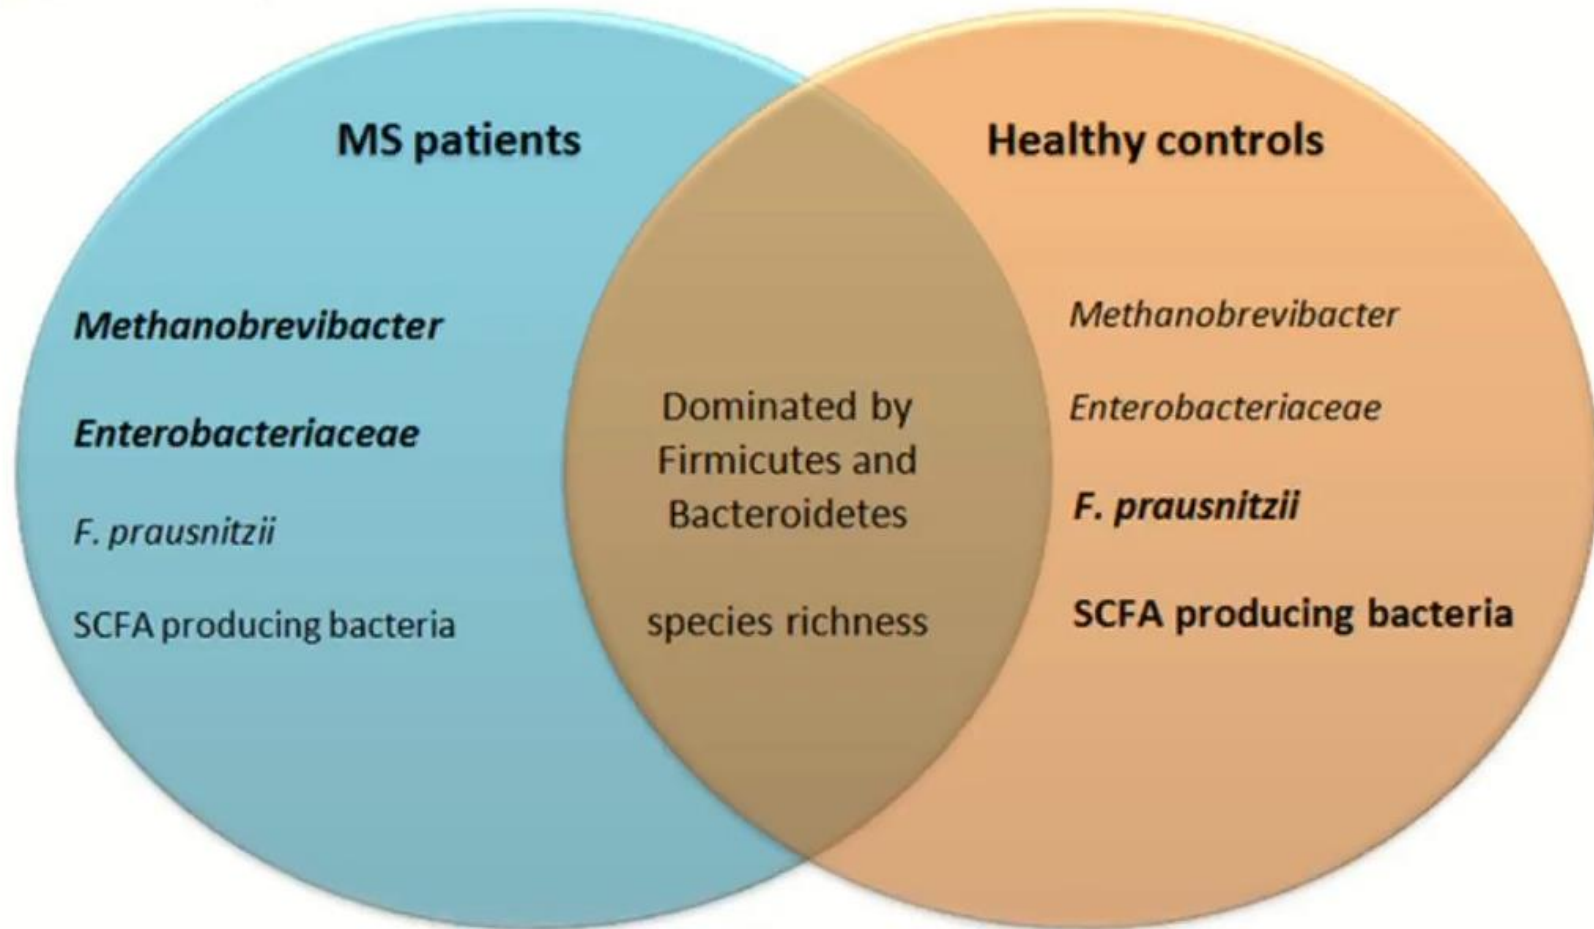 MS patients
Methanobrevibacter
Enterobacteriaceae
F. prausnitzii
SCFA producing bacteria
Dominated by
Firmicutes and
Bacteroidetes
species richness
Healthy controls
Methanobrevibacter
Enterobacteriaceae
F. prausnitzii
SCFA producing bacteria